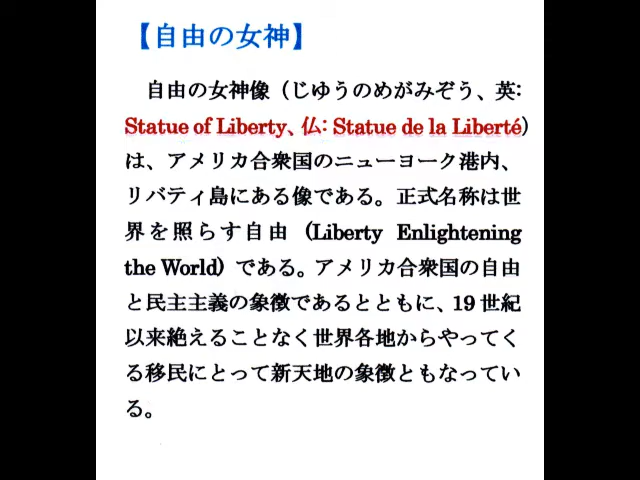 【自由の女神】
自由の女神像（じゆうのめがみぞう、英:
Statue of Liberty、仏: Statue de la Liberté)
は、アメリカ合衆国のニューヨーク港内、
リバティ島にある像である。正式名称は世
界を照らす自由 (Liberty Enlightening
the World) である。アメリカ合衆国の自由
と民主主義の象徴であるとともに、19 世紀
以来絶えることなく世界各地からやってく
る移民にとって新天地の象徴ともなってい
る。